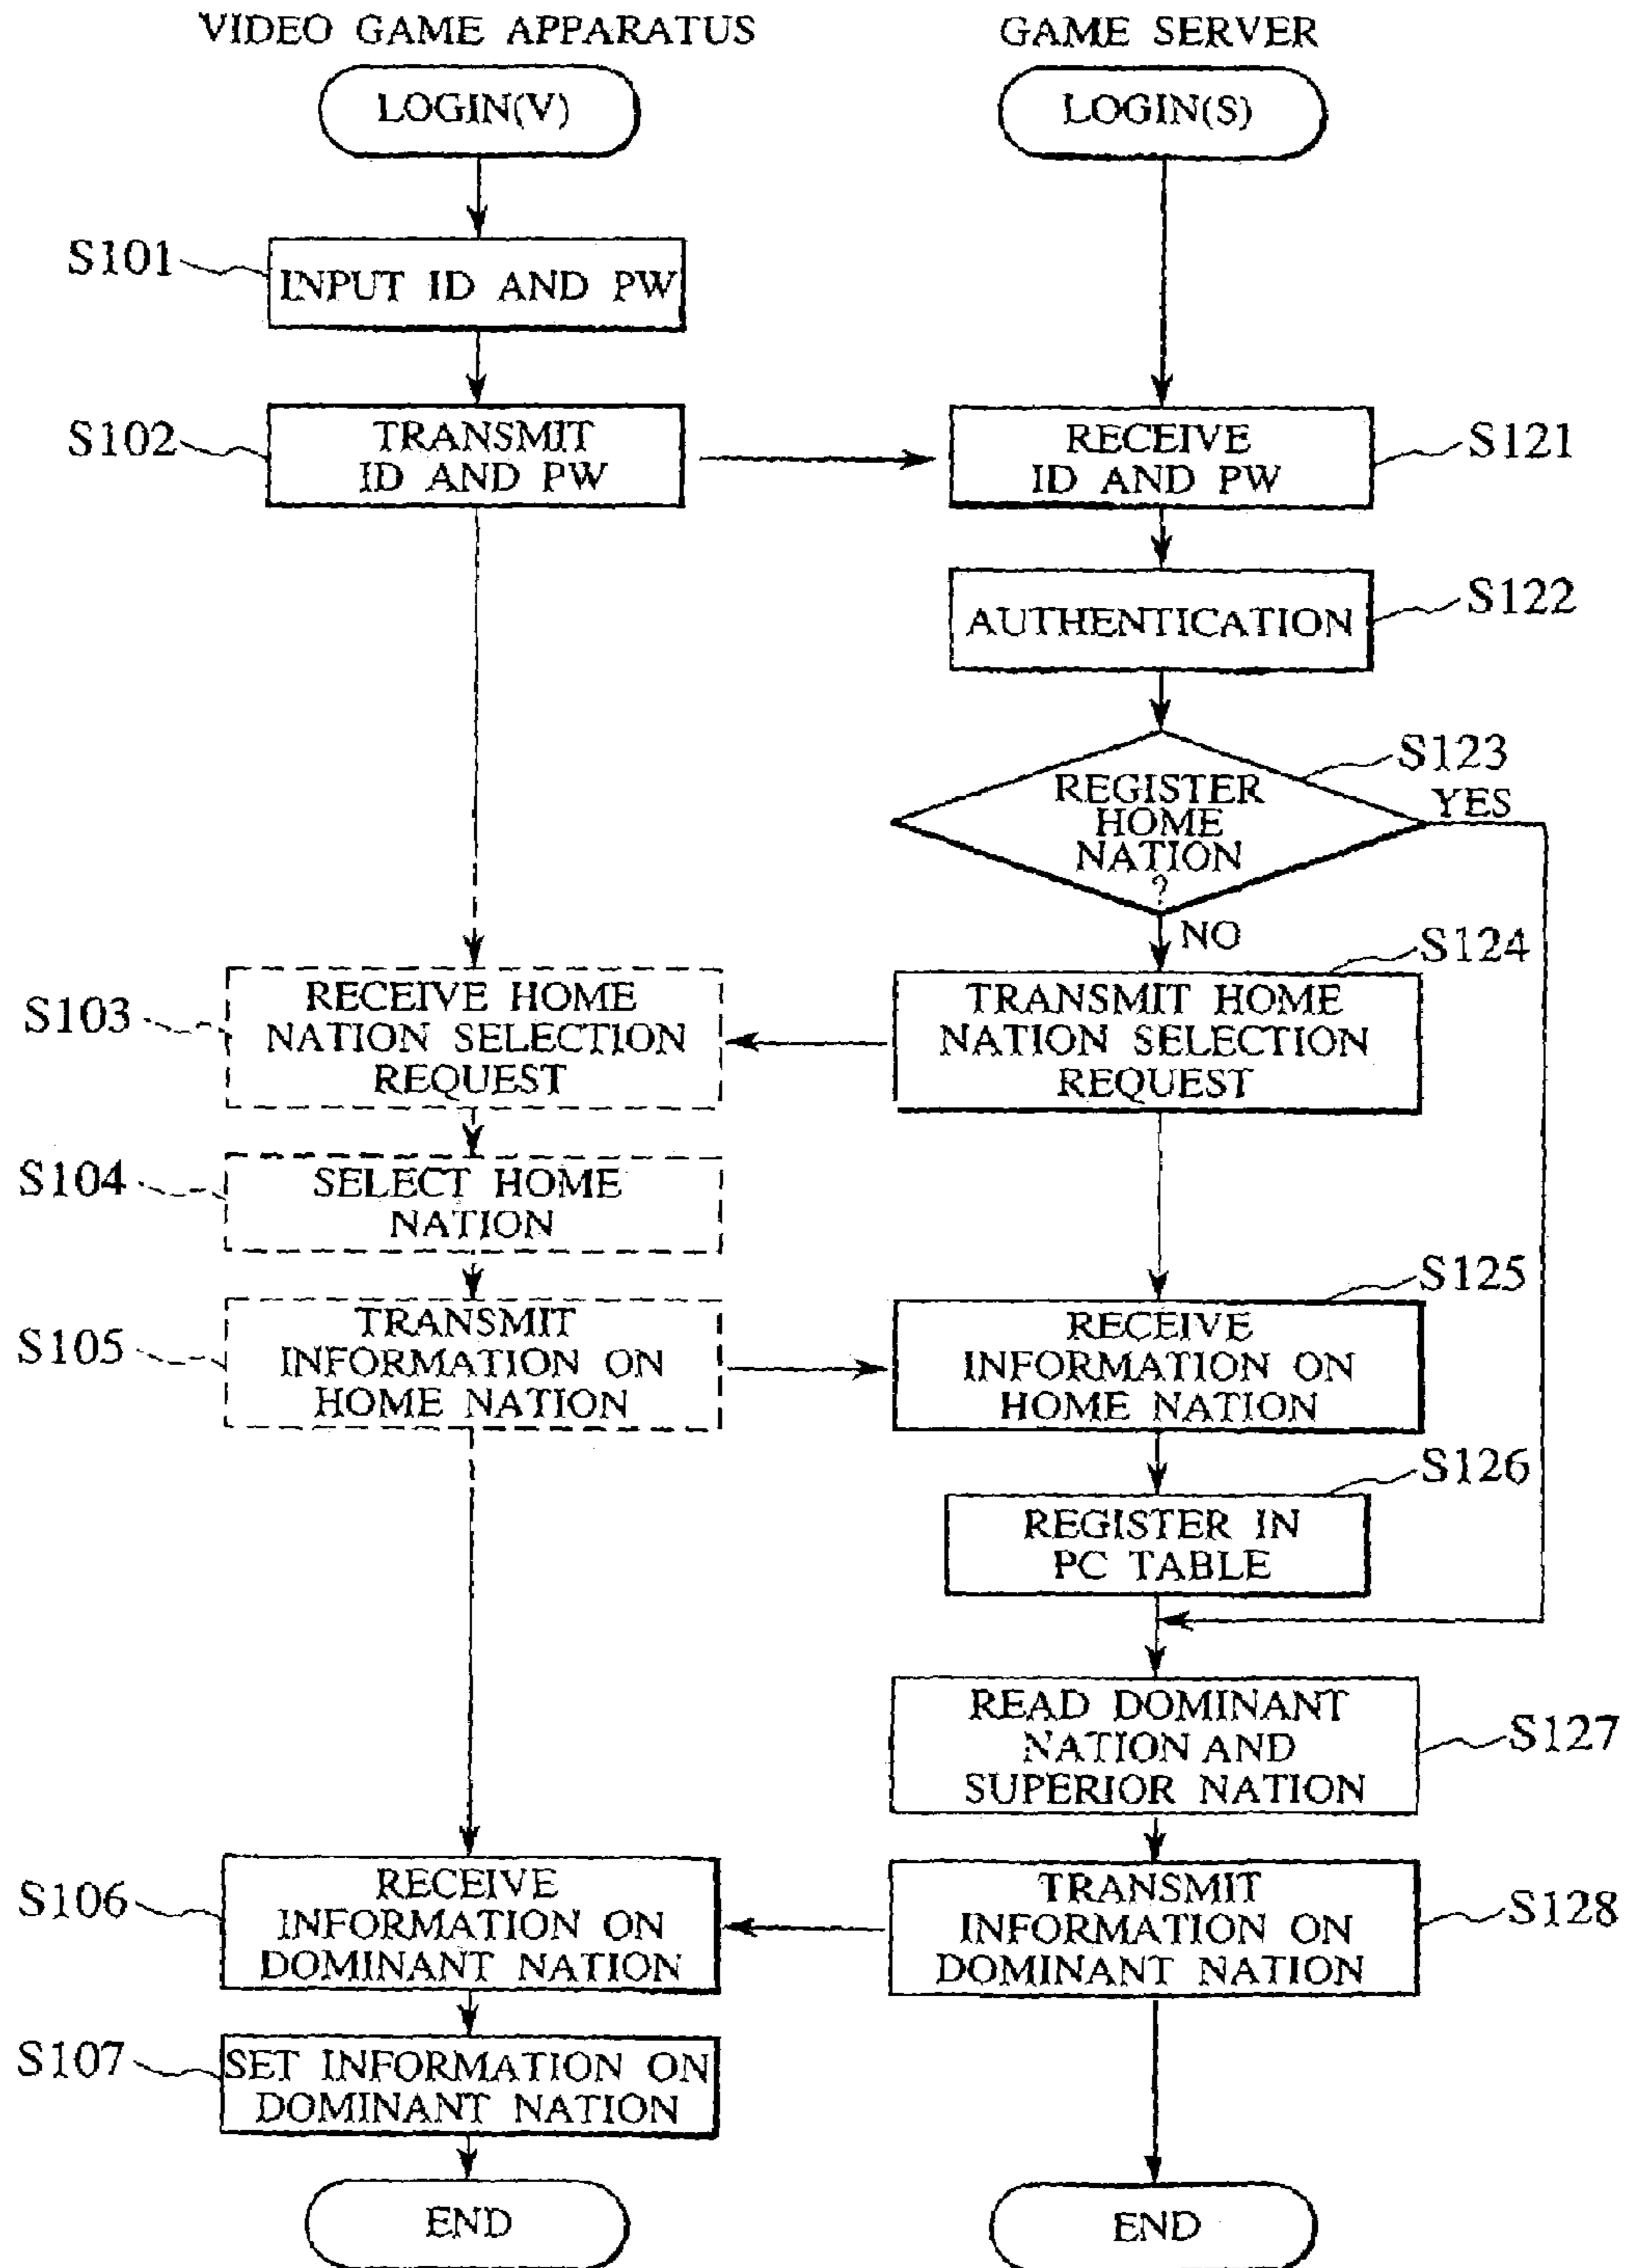 VIDEO GAME APPARATUS
GAME SERVER
LOGIN(V)
LOGIN(S)
S101
INPUT ID AND PW
S102
TRANSMIT
ID AND PW
RECEIVE
ID AND PW
S121
AUTHENTICATION
S122
REGISTER
HOME
NATION
?
S123
YES
NO
S103
RECEIVE HOME
NATION SELECTION
REQUEST
TRANSMIT HOME
NATION SELECTION
REQUEST
S124
S104
SELECT HOME
NATION
S105
TRANSMIT
INFORMATION ON
HOME NATION
RECEIVE
INFORMATION ON
HOME NATION
S125
REGISTER IN
PC TABLE
S126
READ DOMINANT
NATION AND
SUPERIOR NATION
S127
S106
RECEIVE
INFORMATION ON
DOMINANT NATION
TRANSMIT
INFORMATION ON
DOMINANT NATION
S128
S107
SET INFORMATION ON
DOMINANT NATION
END
END